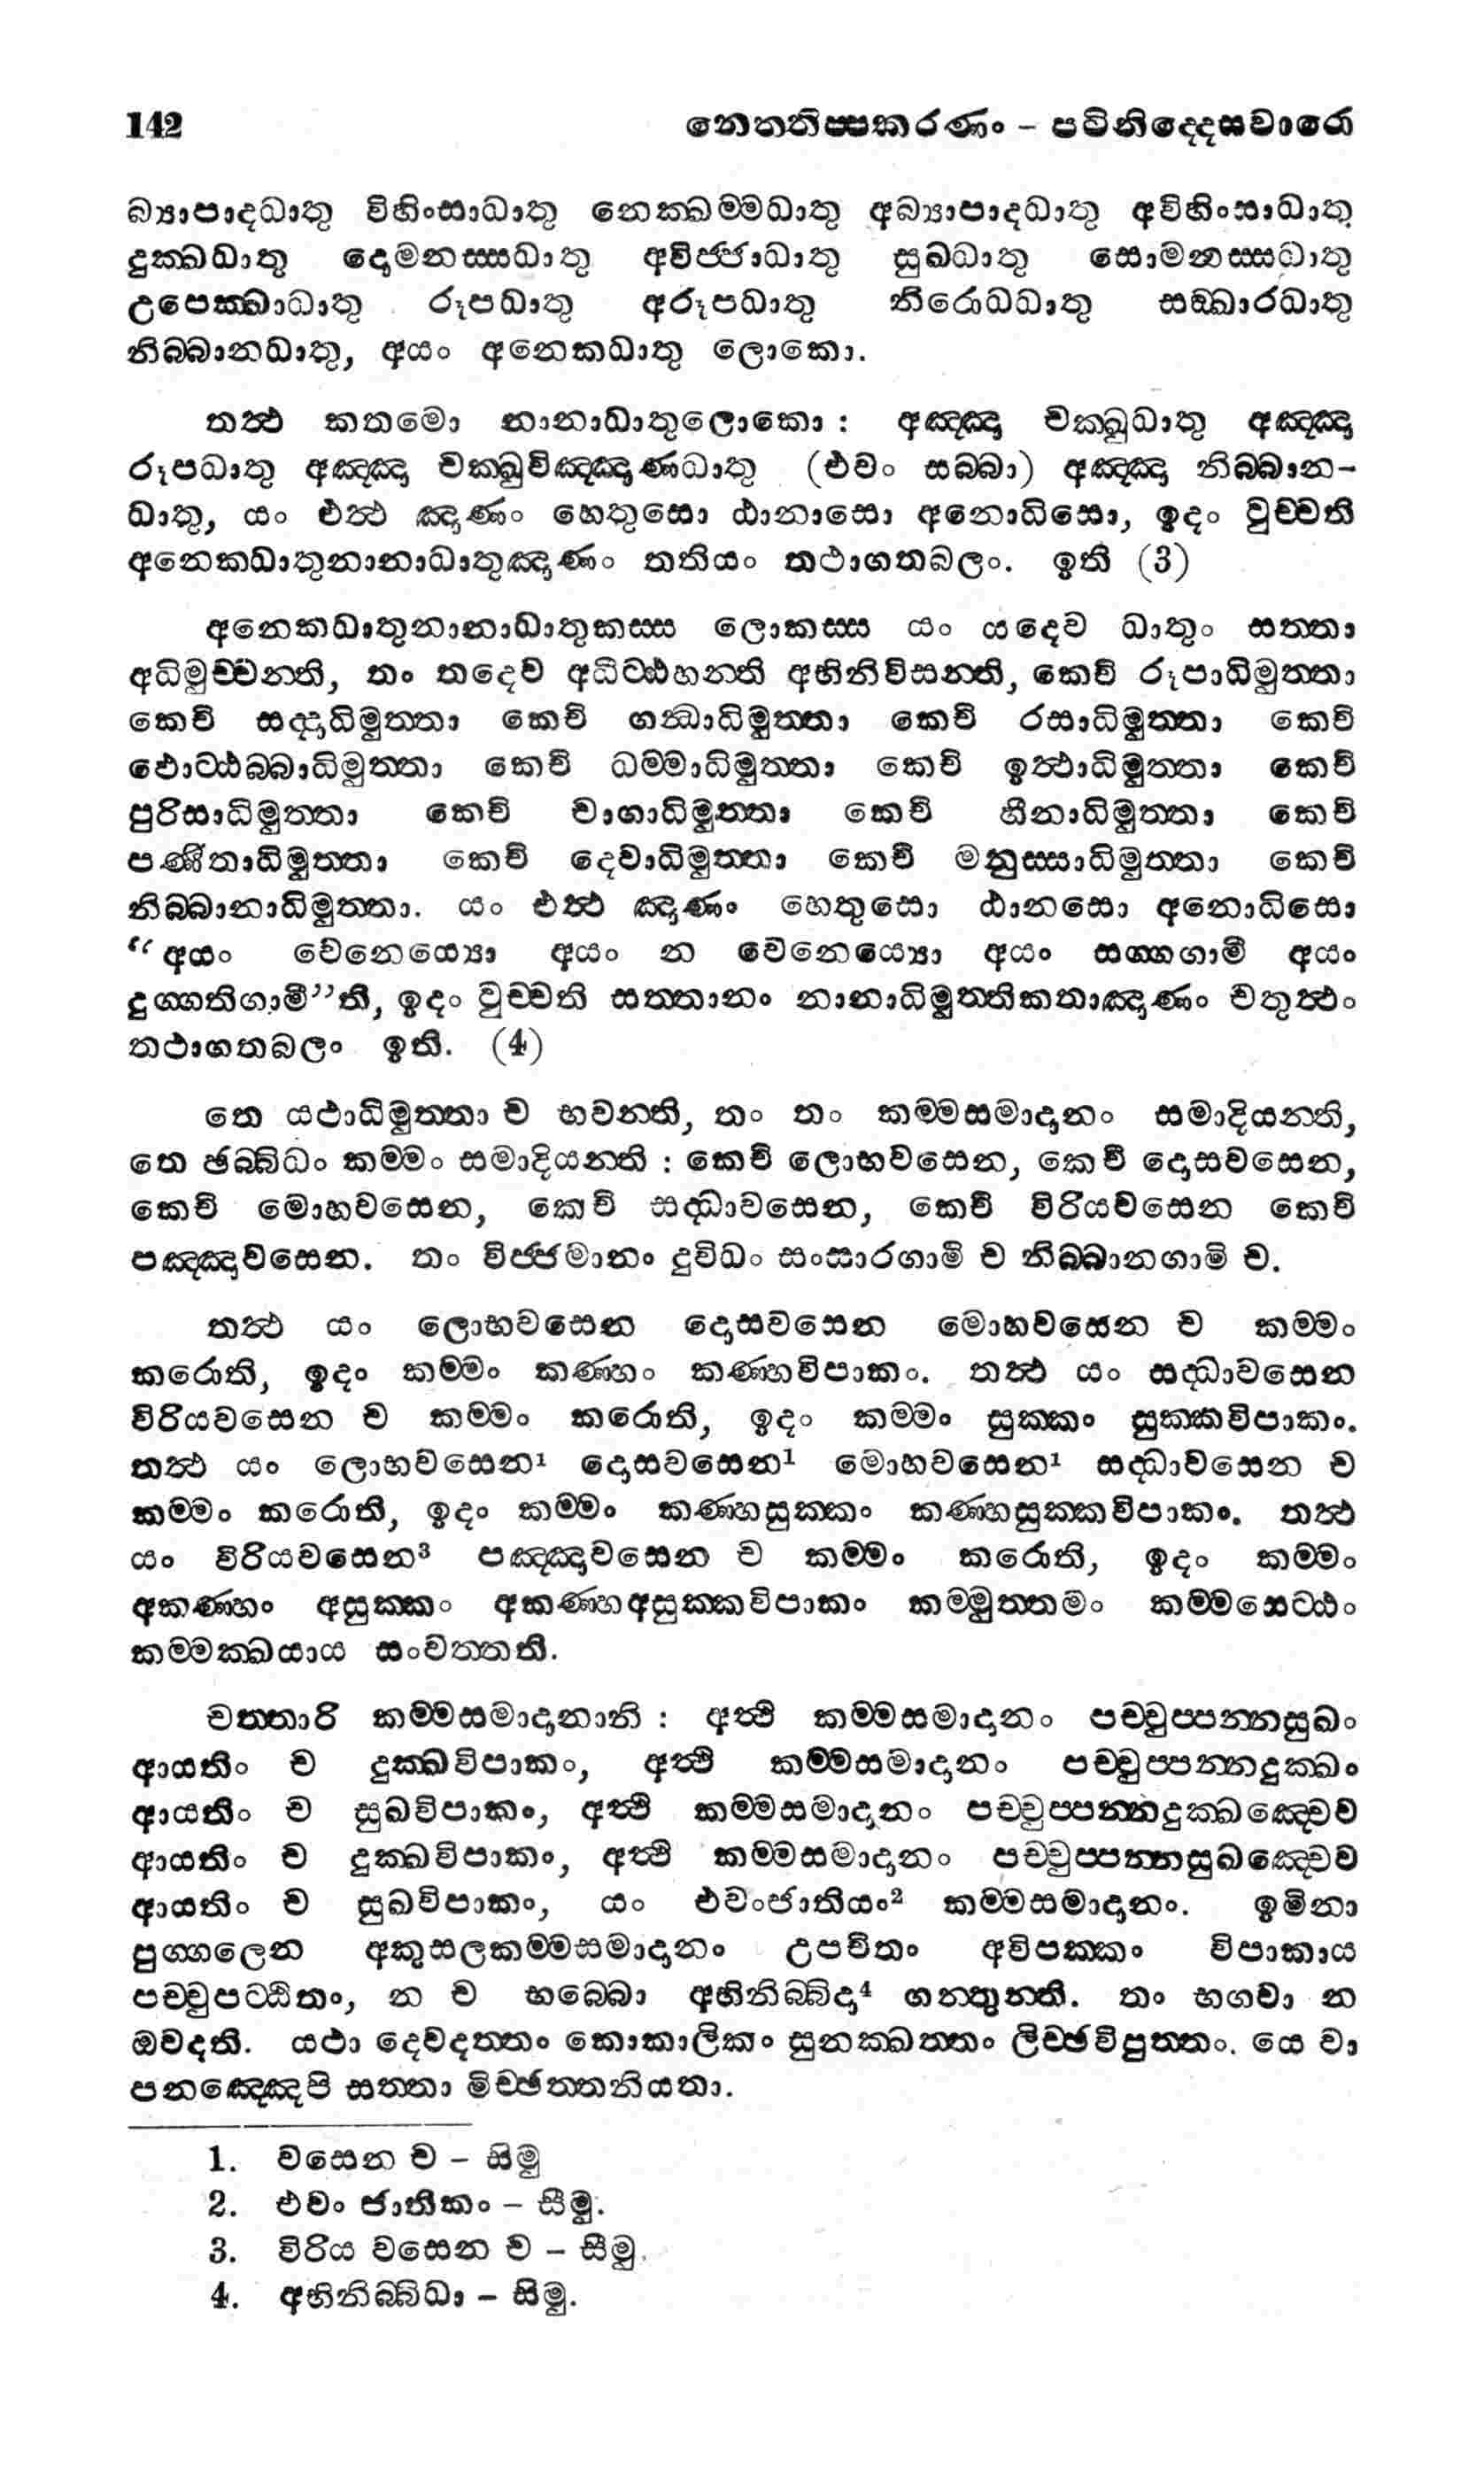 142 නෙත්තිප්පකරණං – පටිනිද්දෙසවාරො
බ්‍යාපාදධාතු විහිංසාධාතු නෙක්ඛම්මධාතු අබ්‍යාපාදධාතු අවිහිංසාධාතු
දුක්ඛධාතු දොමනස්සධාතු අවිජ්ජාධාතු සුඛධාතු සොමනස්සධාතු
උපෙක්ඛාධාතු රූපධාතු අරූපධාතු නිරොධධාතු සඞ්ඛාරධාතු
නිබ්බානධාතු, අයං අනෙකධාතු ලොකො.
තත්‍ථ කතමො නානාධාතුලොකො : අඤ්ඤා චක්ඛුධාතු අඤ්ඤා
රූපධාතු අඤ්ඤා චක්ඛුවිඤ්ඤාණධාතු (එවං සබ්බා) අඤ්ඤා නිබ්බාන-
ධාතු, යං එත්‍ථ ඤාණං හෙතුසො ඨානාසො අනොධිසො, ඉදං වුච්චති
අනෙකධාතුනානාධාතුඤාණං තතියං තථාගතබලං. ඉති (3)
අනෙකධාතුනානාධාතුකස්ස ලොකස්ස යං යදෙව ධාතුං සත්තා
අධිමුච්චන්ති, තං තදෙව අධිට්ඨහන්ති අභිනිවිසන්ති, කෙචි රූපාධිමුත්තා
කෙචි සද්දාධිමුත්තා කෙචි ගන්‍ධාධිමුත්තා කෙචි රසාධිමුත්තා කෙචි
ඵොට්ඨබ්බාධිමුත්තා කෙචි ධම්මාධිමුත්තා කෙචි ඉත්‍ථාධිමුත්තා කෙචි
පුරිසාධිමුත්තා කෙචි චාගාධිමුත්තා කෙචි හීනාධිමුත්තා කෙචි
පණීතාධිමුත්තා කෙචි දෙවාධිමුත්තා කෙචි මනුස්සාධිමුත්තා කෙචි
නිබ්බානාධිමුත්තා. යං එත්‍ථ ඤාණං හෙතුසො ඨානසො අනොධිසො
“අයං වෙනෙය්‍යො අයං න වෙනෙය්‍යො අයං සග්ගගාමී අයං
දුග්ගතිගාමී”ති, ඉදං වුච්චති සත්තානං නානාධිමුත්තිකතාඤාණං චතුත්‍ථං
තථාගතබලං ඉති. (4)
තෙ යථාධිමුත්තා ච භවන්ති, තං තං කම්මසමාදානං සමාදියන්ති,
තෙ ඡබ්බිධං කම්මං සමාදියන්ති : කෙචි ලොභවසෙන, කෙචි දොසවසෙන,
කෙචි මොහවසෙන, කෙචි සද්ධාවසෙන, කෙචි විරියවසෙන කෙචි
පඤ්ඤාවසෙන. තං විජ්ජමානං දුවිධං සංසාරගාමි ච නිබ්බානගාමි ච.
තත්‍ථ යං ලොභවසෙන දොසවසෙන මොහවසෙන ච කම්මං
කරොති, ඉදං කම්මං කණ්හං කණ්හවිපාකං. තත්‍ථ යං සද්ධාවසෙන
විරියවසෙන ච කම්මං කරොති, ඉදං කම්මං සුක්කං සුක්කවිපාකං.
තත්‍ථ යං ලොභවසෙන¹ දොසවසෙන¹ මොහවසෙන¹ සද්ධාවසෙන ච
කම්මං කරොති, ඉදං කම්මං කණ්හසුක්කං කණ්හසුක්කවිපාකං. තත්‍ථ
යං විරියවසෙන³ පඤ්ඤාවසෙන ච කම්මං කරොති, ඉදං කම්මං
අකණ්හං අසුක්කං අකණ්හඅසුක්කවිපාකං කම්මුත්තමං කම්මසෙට්ඨං
කම්මක්ඛයාය සංවත්තති.
චත්තාරි කම්මසමාදානානි : අත්‍ථි කම්මසමාදානං පච්චුප්පන්නසුඛං
ආයතිං ච දුක්ඛවිපාකං, අත්‍ථි කම්මසමාදානං පච්චුප්පන්නදුක්ඛං
ආයතිං ච සුඛවිපාකං, අත්‍ථි කම්මසමාදානං පච්චුප්පන්නදුක්ඛඤ්චෙව
ආයතිං ච දුක්ඛවිපාකං, අත්‍ථි කම්මසමාදානං පච්චුප්පන්නසුඛඤ්චෙව
ආයතිං ච සුඛවිපාකං, යං එවංජාතියං² කම්මසමාදානං. ඉමිනා
පුග්ගලෙන අකුසලකම්මසමාදානං උපචිතං අවිපක්කං විපාකාය
පච්චුපට්ඨිතං, න ච භබ්බො අභිනිබ්බිදා⁴ ගන්තුන්ති. තං භගවා න
ඔවදති. යථා දෙවදත්තං කොකාලිකං සුනක්ඛත්තං ලිච්ඡවිපුත්තං. යෙ වා
පනඤ්ඤෙපි සත්තා මිච්ඡත්තනියතා.
1. වසෙන ච – සිමු
2. එවං ජාතිකං – සීමු.
3. විරිය වසෙන ච – සීමු.
4. අභිනිබ්බිධා – සිමු.